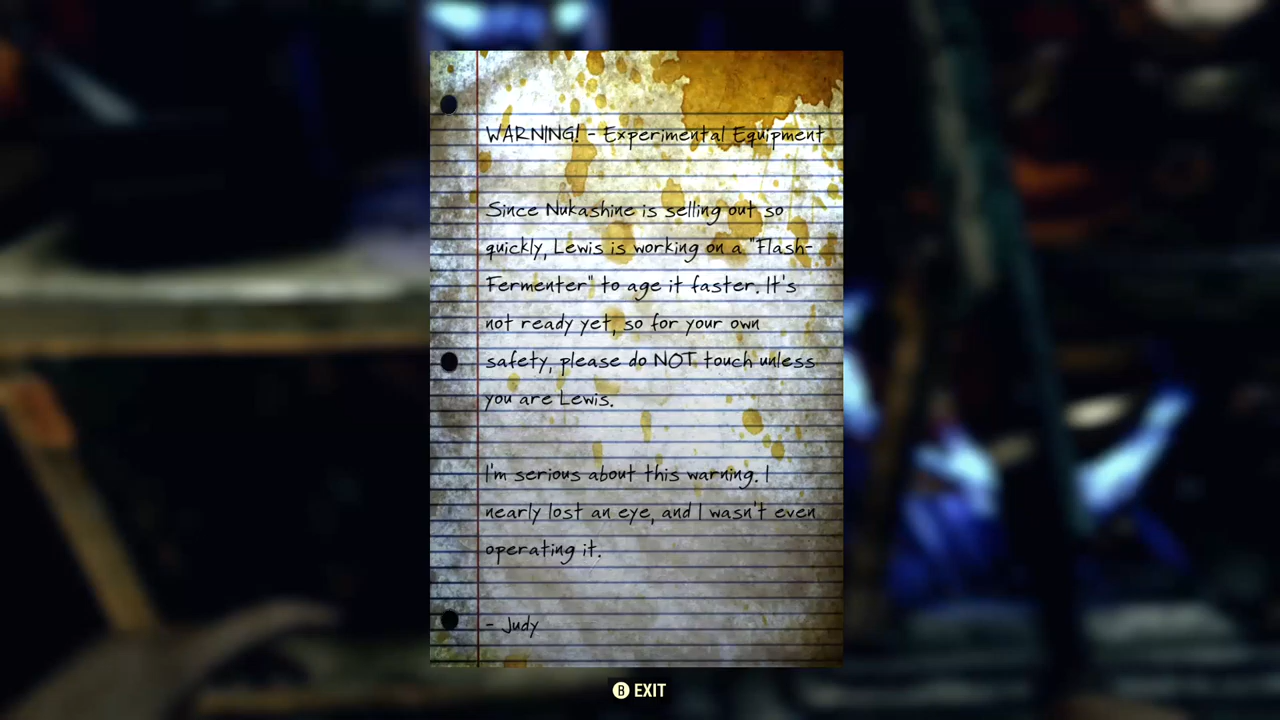 WARNING! - Experimental Equipment
Since Nukashine is selling out so
quickly, Lewis is working on a "Flash-
Fermenter" to age it faster. It's
not ready yet, so for your own
safety, please do NOT touch unless
you are Lewis.
I'm serious about this warning. I
nearly lost an eye, and I wasn't even
operating it.
- Judy
B EXIT